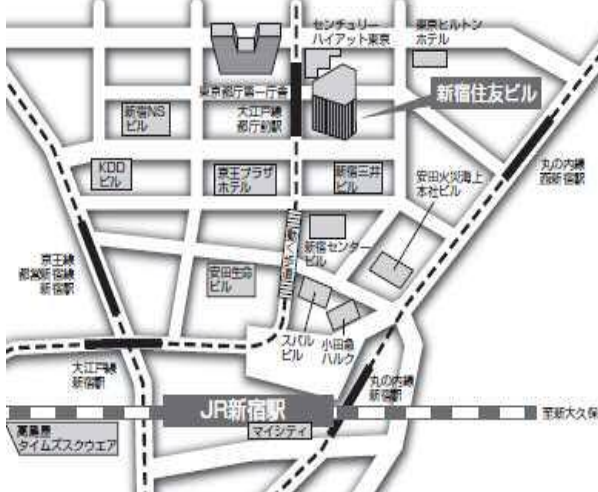 センチュリー
ハイアット東京
東京ヒルトン
ホテル
東京都庁第一庁舎
新宿住友ビル
大江戸線
都庁前駅
新宿NS
ビル
丸の内線
西新宿駅
KDD
ビル
京王プラザ
ホテル
新宿三井
ビル
安田火災海上
本社ビル
動く歩道
新宿センター
ビル
京王線
都営新宿線
新宿駅
安田生命
ビル
スバル
ビル
小田急
ハルク
大江戸線
新宿駅
丸の内線
新宿駅
JR新宿駅
至新大久保
マイシティ
高島屋
タイムズスクウエア